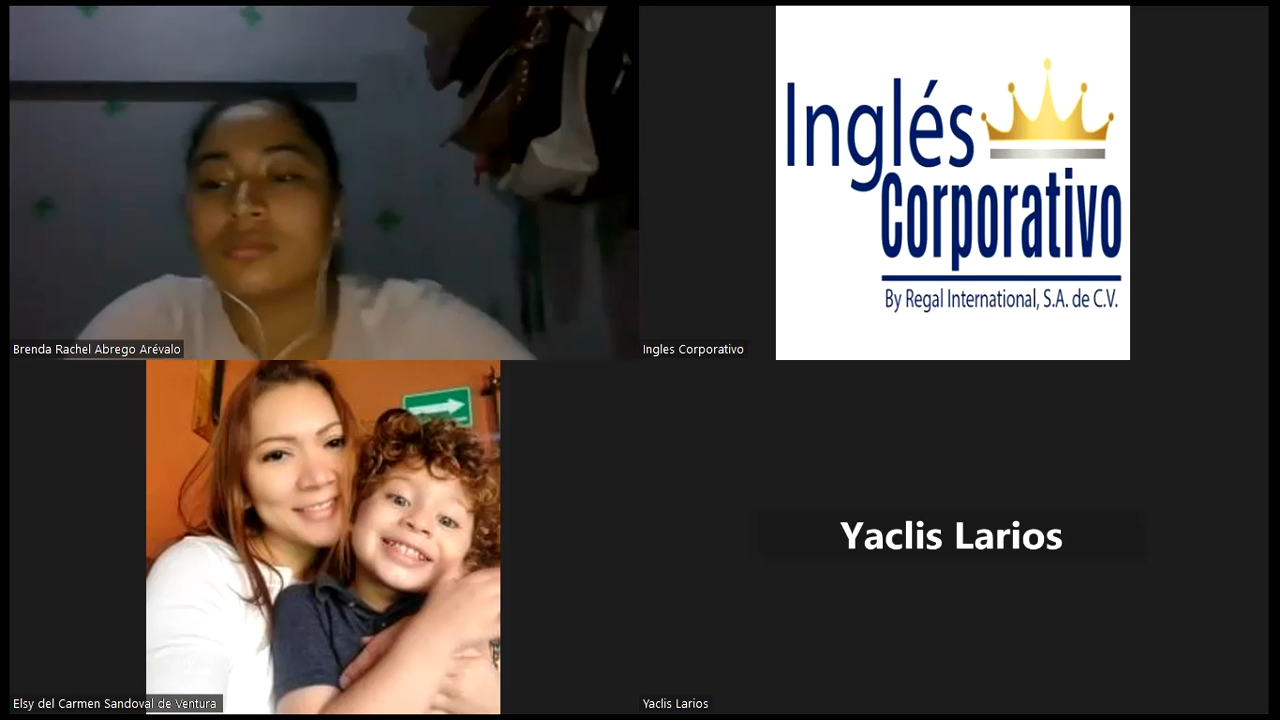 Inglés
Corporativo
By Regal International, S.A. de C.V.
Brenda Rachel Abrego Arévalo
Ingles Corporativo
Yaclis Larios
Elsy del Carmen Sandoval de Ventura
Yaclis Larios